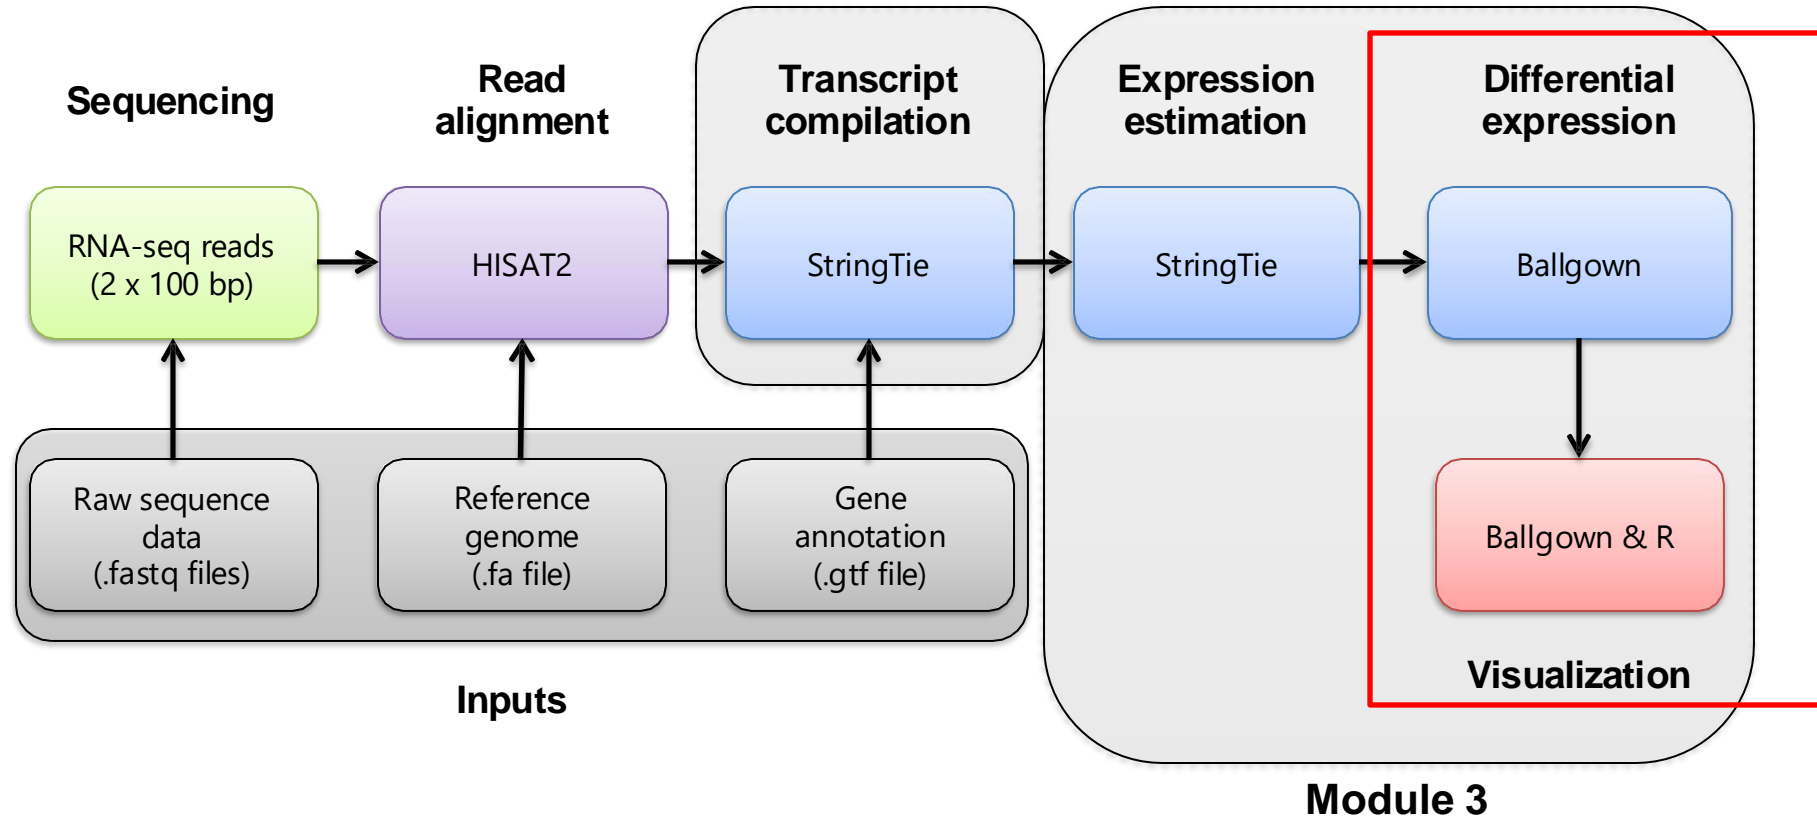 Sequencing
Read
alignment
Transcript
compilation
Expression
estimation
Differential
expression
RNA-seq reads
(2 x 100 bp)
HISAT2
StringTie
StringTie
Ballgown
Raw sequence
data
(.fastq files)
Reference
genome
(.fa file)
Gene
annotation
(.gtf file)
Ballgown & R
Inputs
Visualization
Module 3